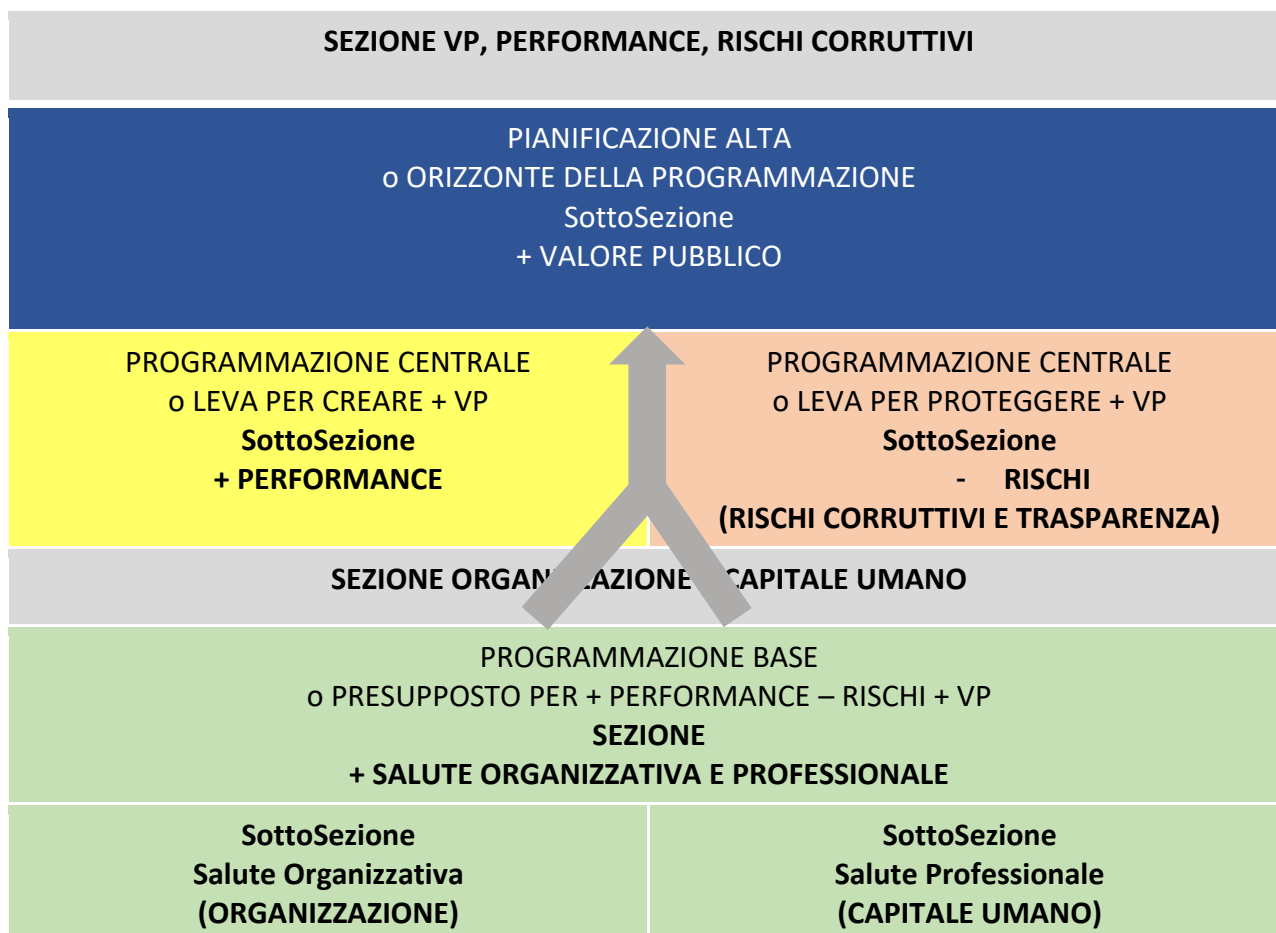 SEZIONE VP, PERFORMANCE, RISCHI CORRUTTIVI
PIANIFICAZIONE ALTA
o ORIZZONTE DELLA PROGRAMMAZIONE
SottoSezione
+ VALORE PUBBLICO
PROGRAMMAZIONE CENTRALE
o LEVA PER CREARE + VP
SottoSezione
+ PERFORMANCE
PROGRAMMAZIONE CENTRALE
o LEVA PER PROTEGGERE + VP
SottoSezione
- RISCHI
(RISCHI CORRUTTIVI E TRASPARENZA)
SEZIONE ORGANIZZAZIONE CAPITALE UMANO
PROGRAMMAZIONE BASE
o PRESUPPOSTO PER + PERFORMANCE – RISCHI + VP
SEZIONE
+ SALUTE ORGANIZZATIVA E PROFESSIONALE
SottoSezione
Salute Organizzativa
(ORGANIZZAZIONE)
SottoSezione
Salute Professionale
(CAPITALE UMANO)